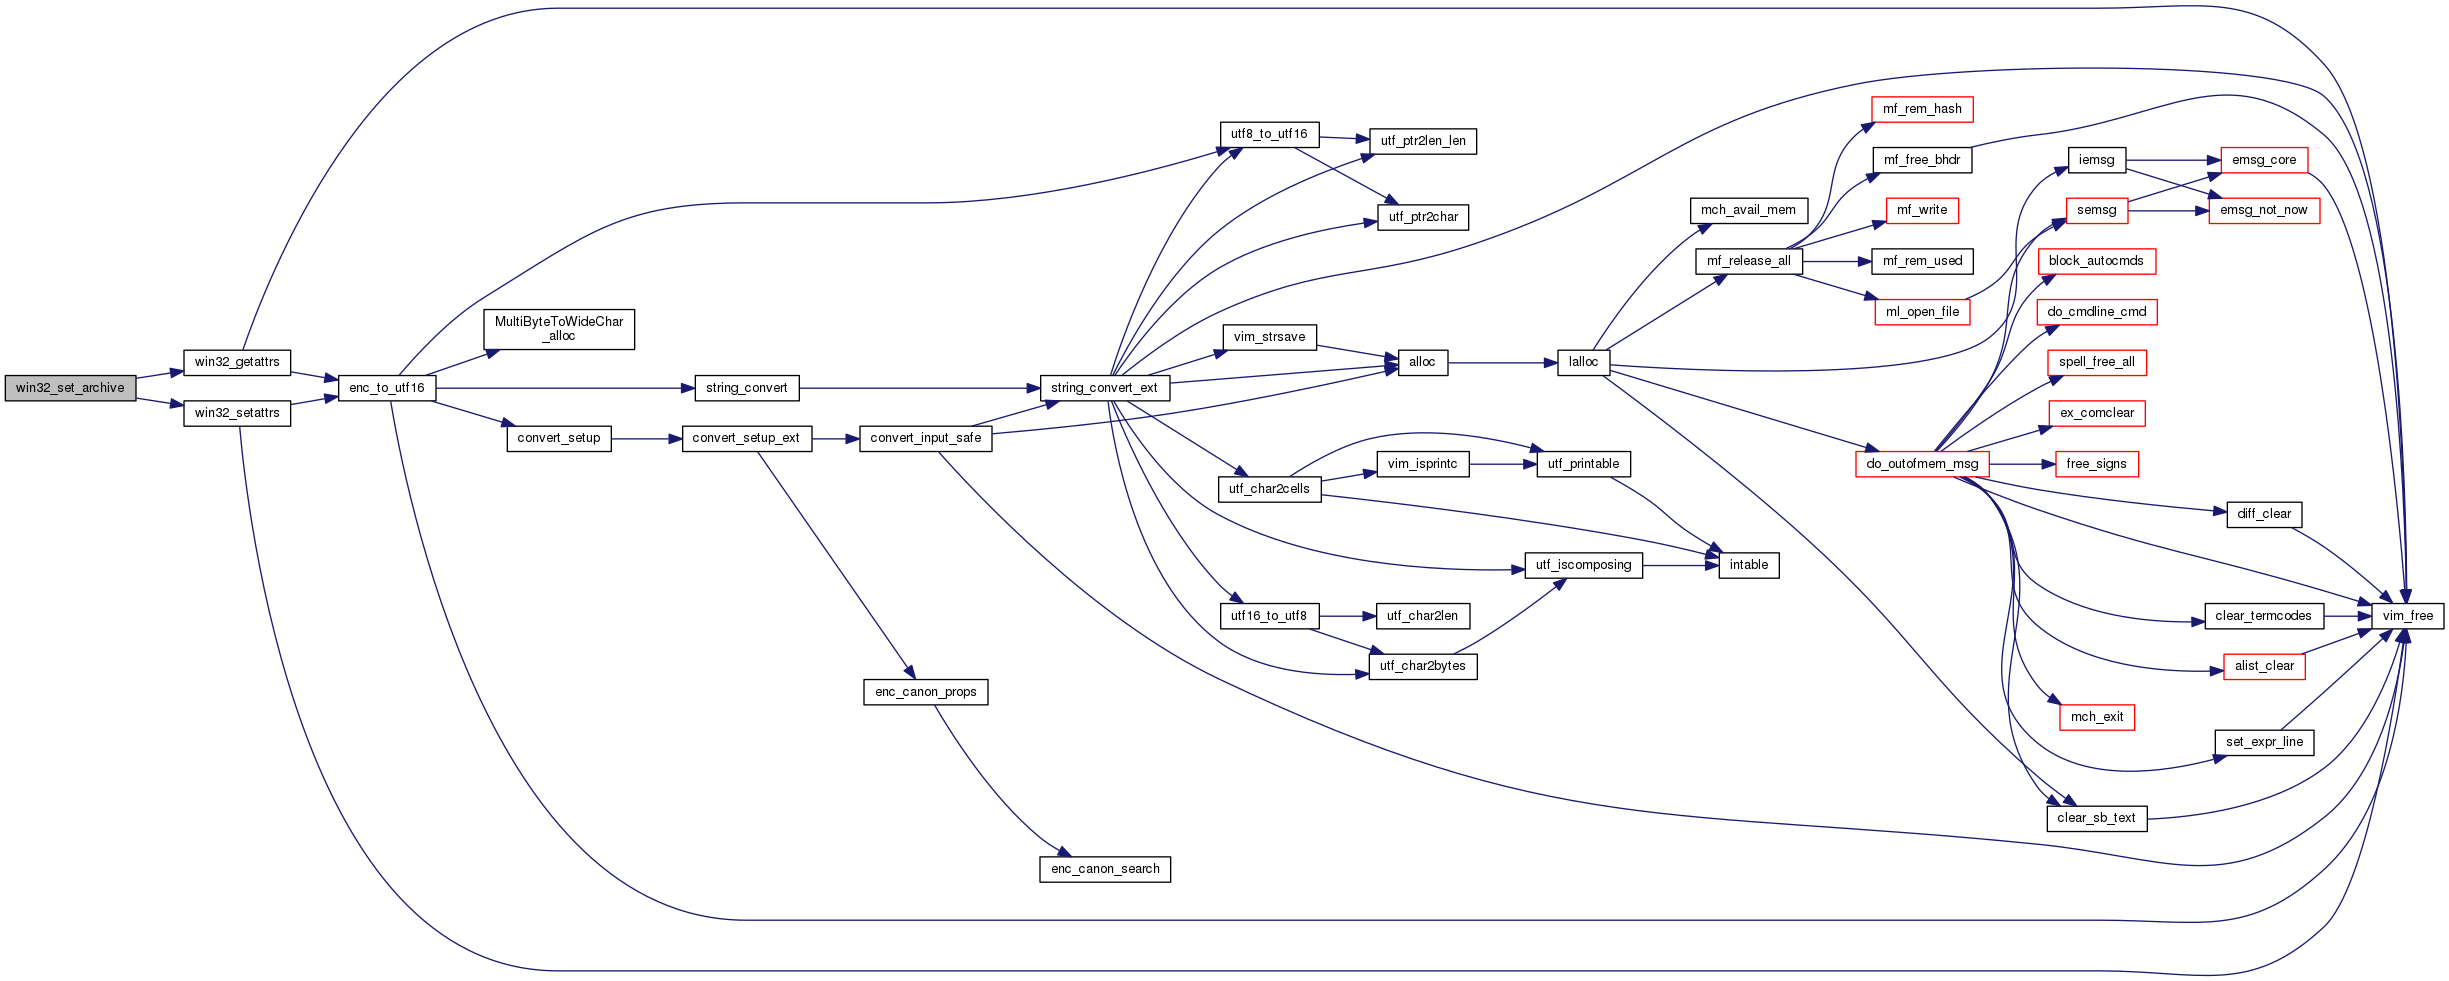 win32_set_archive
win32_getattrs
win32_setattrs
enc_to_utf16
MultiByteToWideChar
_alloc
convert_setup
string_convert
convert_setup_ext
convert_input_safe
enc_canon_props
string_convert_ext
enc_canon_search
utf8_to_utf16
vim_strsave
utf_char2cells
utf16_to_utf8
utf_ptr2len_len
utf_ptr2char
alloc
vim_isprintc
utf_char2len
utf_char2bytes
lalloc
utf_printable
utf_iscomposing
mch_avail_mem
mf_release_all
intable
mf_rem_hash
mf_free_bhdr
mf_write
mf_rem_used
ml_open_file
do_outofmem_msg
iemsg
semsg
block_autocmds
do_cmdline_cmd
spell_free_all
ex_comclear
free_signs
mch_exit
clear_sb_text
emsg_core
emsg_not_now
diff_clear
clear_termcodes
alist_clear
set_expr_line
vim_free